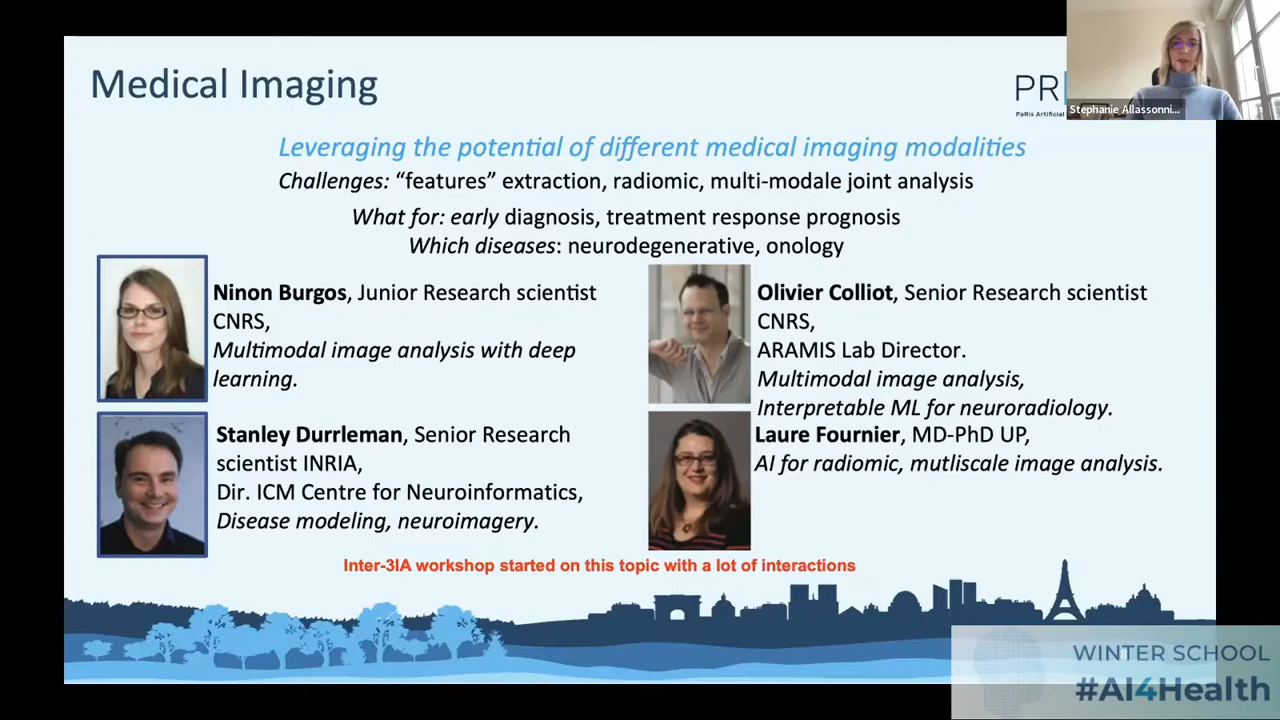 Medical Imaging
PR
PaRis Artificial
Stephanie Allassonni...
Leveraging the potential of different medical imaging modalities
Challenges: “features” extraction, radiomic, multi-modale joint analysis
What for: early diagnosis, treatment response prognosis
Which diseases: neurodegenerative, onology
Ninon Burgos, Junior Research scientist
CNRS,
Multimodal image analysis with deep
learning.
Stanley Durrleman, Senior Research
scientist INRIA,
Dir. ICM Centre for Neuroinformatics,
Disease modeling, neuroimagery.
Olivier Colliot, Senior Research scientist
CNRS,
ARAMIS Lab Director.
Multimodal image analysis,
Interpretable ML for neuroradiology.
Laure Fournier, MD-PhD UP,
AI for radiomic, mutliscale image analysis.
Inter-3IA workshop started on this topic with a lot of interactions
WINTER SCHOOL
#AI4Health